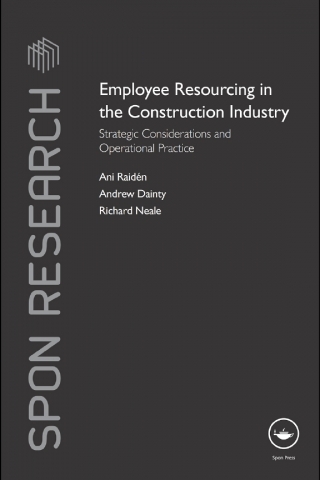 SPON RESEARCH
Employee Resourcing in
the Construction Industry
Strategic Considerations and
Operational Practice
Ani Raidén
Andrew Dainty
Richard Neale
Spon Press